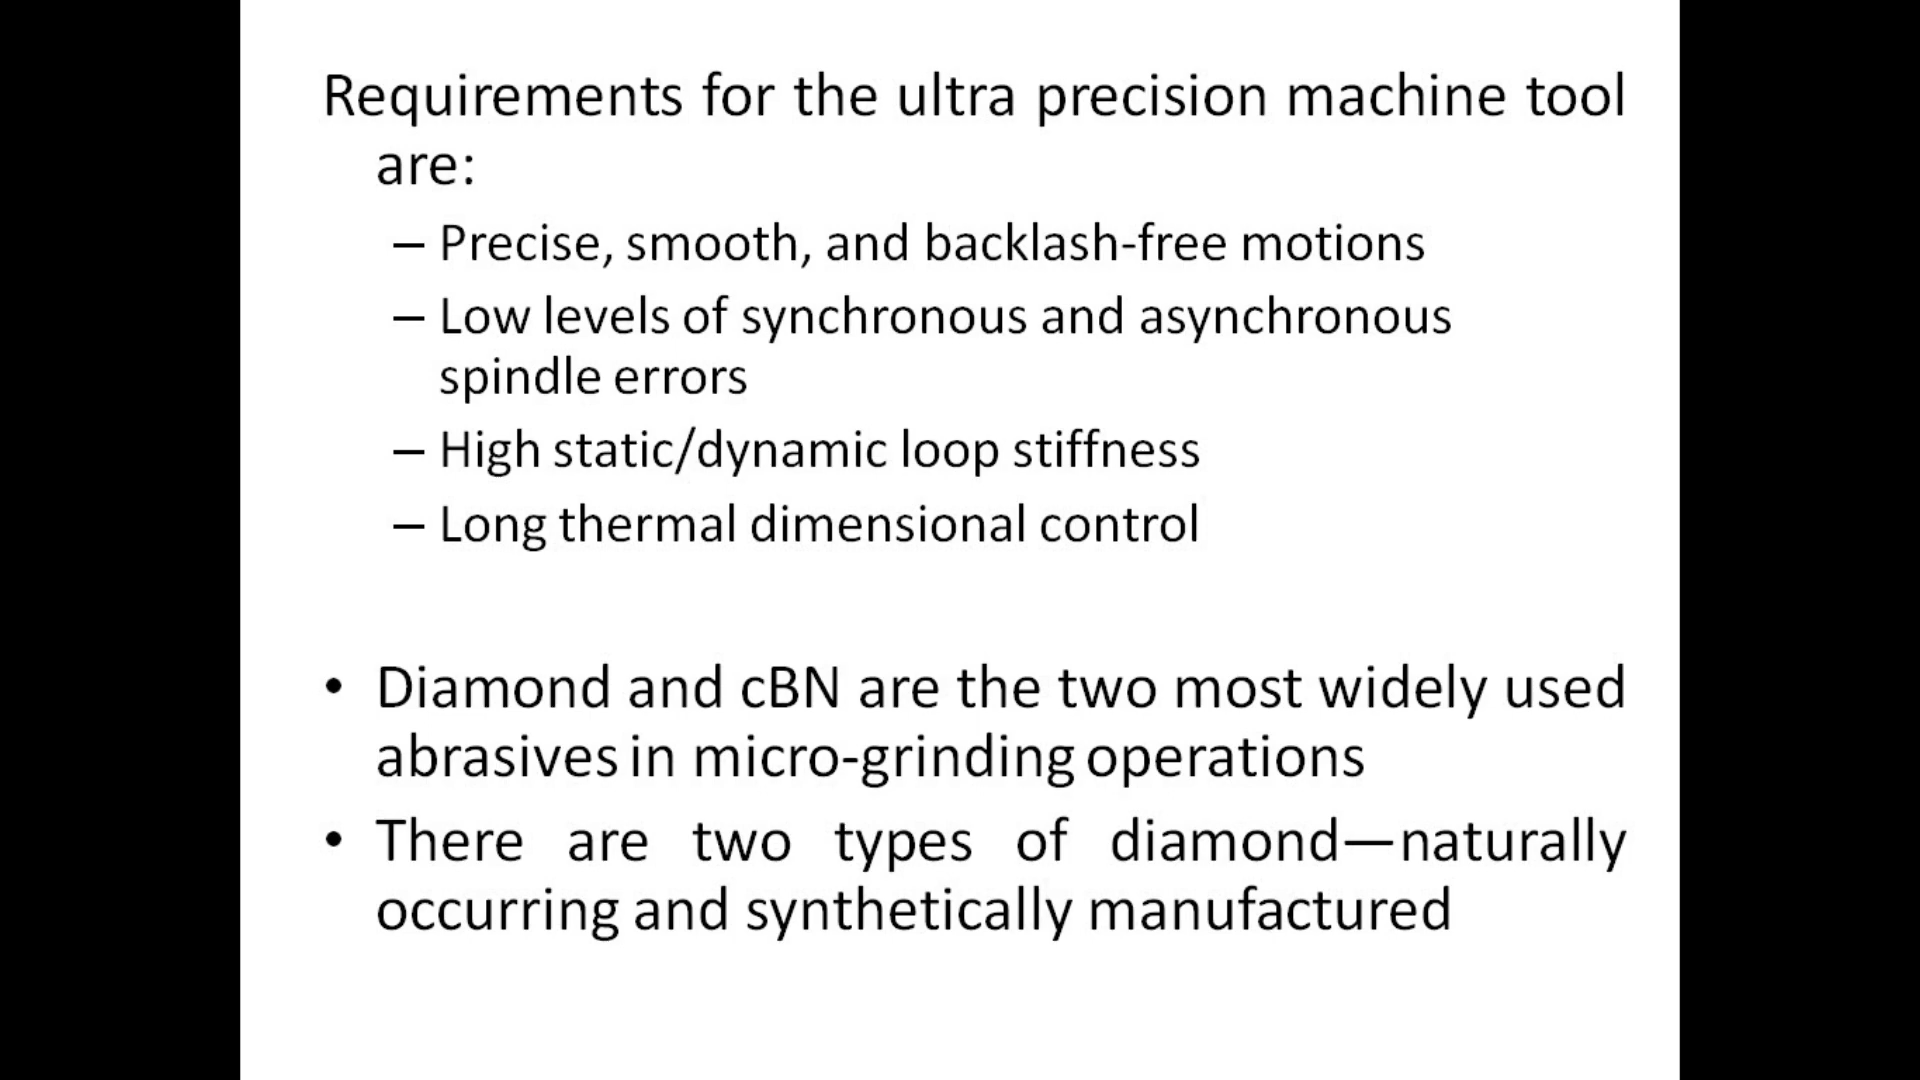 Requirements for the ultra precision machine tool
are:
– Precise, smooth, and backlash-free motions
– Low levels of synchronous and asynchronous
spindle errors
– High static/dynamic loop stiffness
– Long thermal dimensional control
• Diamond and cBN are the two most widely used
abrasives in micro-grinding operations
• There are two types of diamond—naturally
occurring and synthetically manufactured